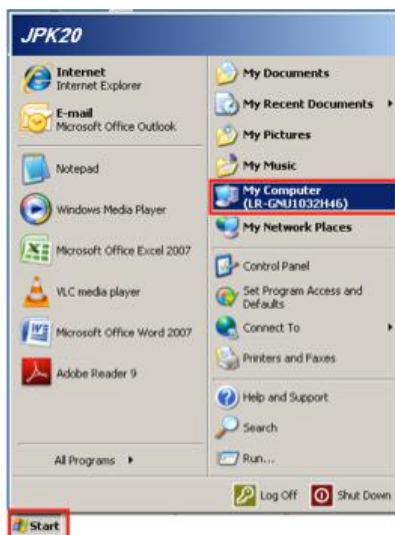 JPK20
Internet
Internet Explorer
E-mail
Microsoft Office Outlook
Notepad
Windows Media Player
Microsoft Office Excel 2007
VLC media player
Microsoft Office Word 2007
Adobe Reader 9
All Programs
My Documents
My Recent Documents
My Pictures
My Music
My Computer
(LR-GNU1032H46)
My Network Places
Control Panel
Set Program Access and
Defaults
Connect To
Printers and Faxes
Help and Support
Search
Run...
Log Off
Shut Down
Start